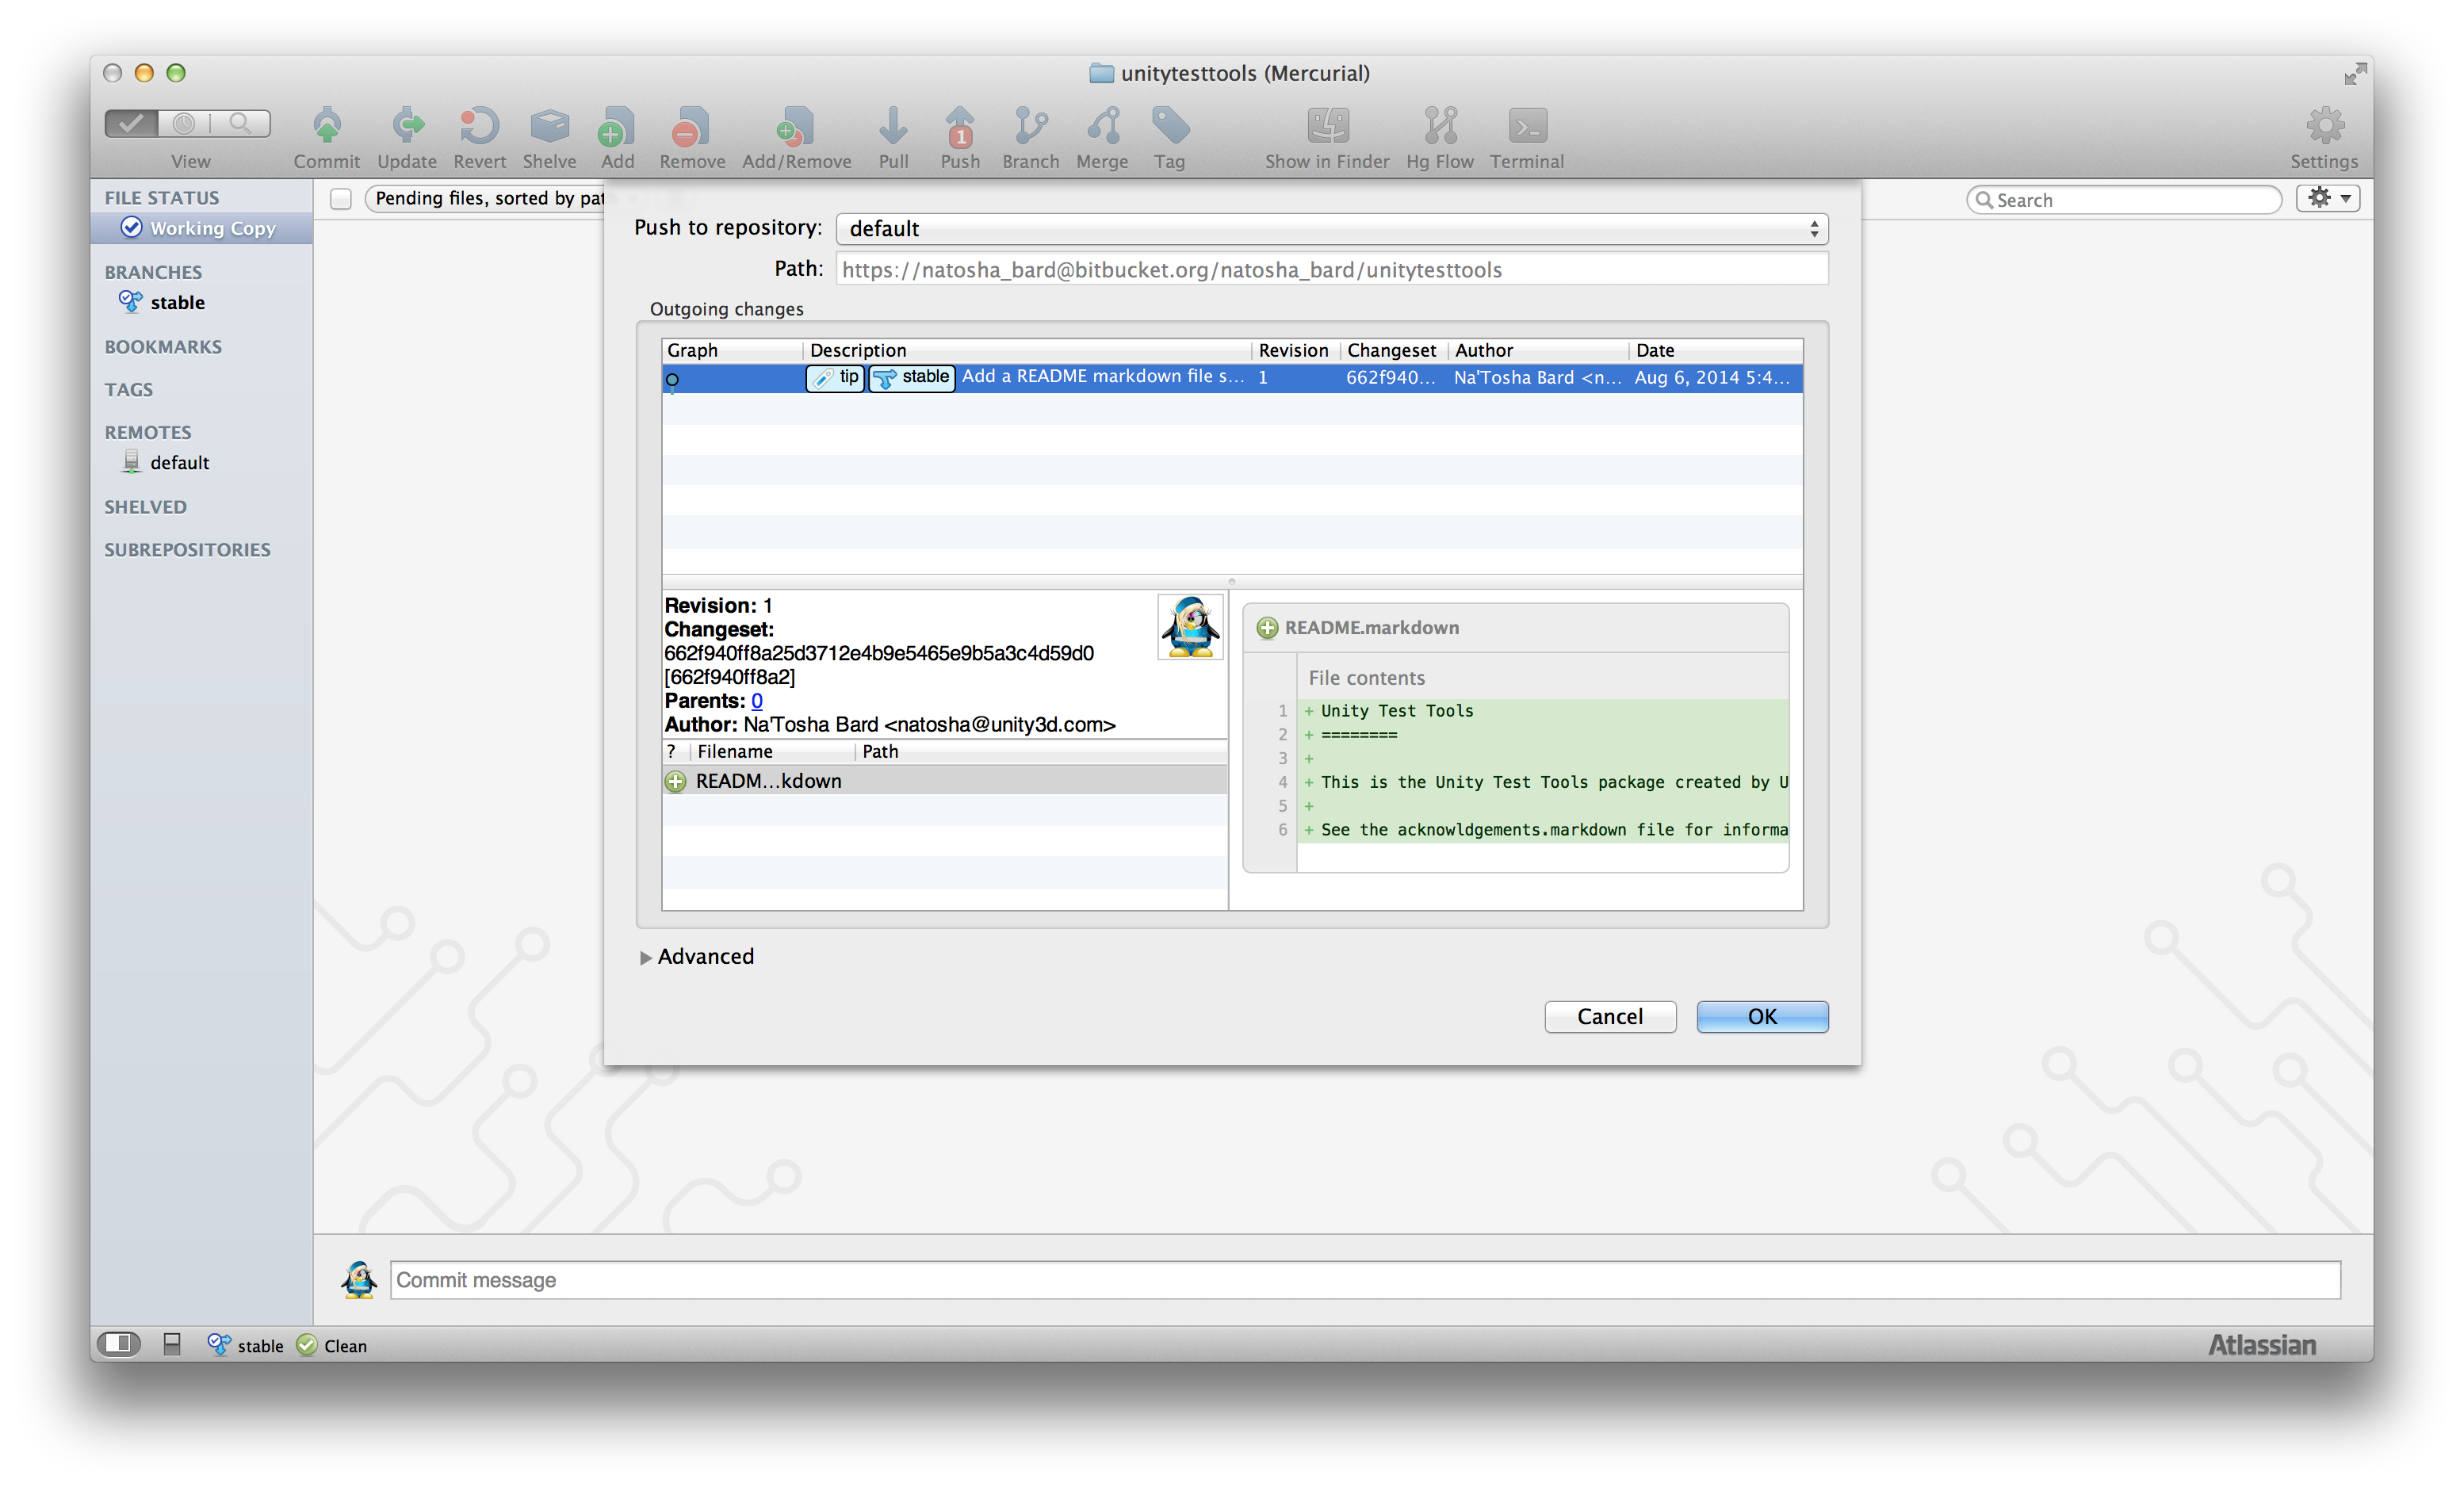 unitytesttools (Mercurial)
View Commit Update Revert Shelve Add Remove Add/Remove Pull 1 Push Branch Merge Tag Show in Finder Hg Flow Terminal Settings
FILE STATUS
Working Copy
BRANCHES
stable
BOOKMARKS
TAGS
REMOTES
default
SHELVED
SUBREPOSITORIES
Pending files, sorted by pat
Search
Push to repository: default
Path: https://natosha_bard@bitbucket.org/natosha_bard/unitytesttools
Outgoing changes
Graph Description Revision Changeset Author Date
tip stable Add a README markdown file s... 1 662f940... Na'Tosha Bard <n... Aug 6, 2014 5:4...
Revision: 1
Changeset:
662f940ff8a25d3712e4b9e5465e9b5a3c4d59d0
[662f940ff8a2]
Parents: 0
Author: Na'Tosha Bard <natosha@unity3d.com>
? Filename Path
READM...kdown
README.markdown
File contents
1 + Unity Test Tools
2 + ========
3 +
4 + This is the Unity Test Tools package created by U
5 +
6 + See the acknowldgements.markdown file for informa
Advanced
Cancel OK
Commit message
stable Clean
Atlassian